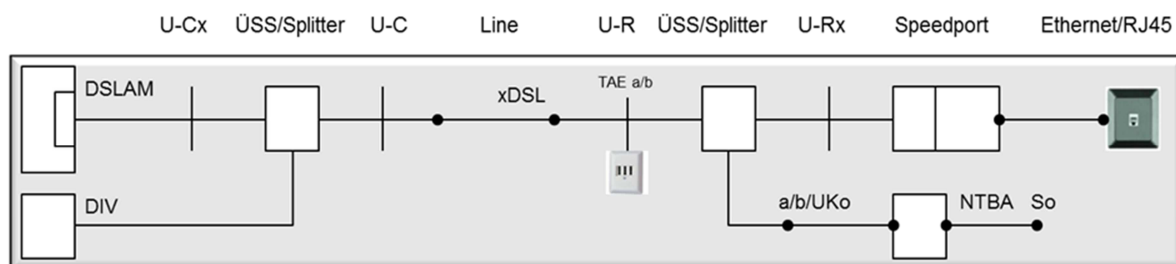 U-Cx ÜSS/Splitter U-C Line U-R ÜSS/Splitter U-Rx Speedport Ethernet/RJ45
DSLAM xDSL TAE a/b
DIV a/b/UKo NTBA So